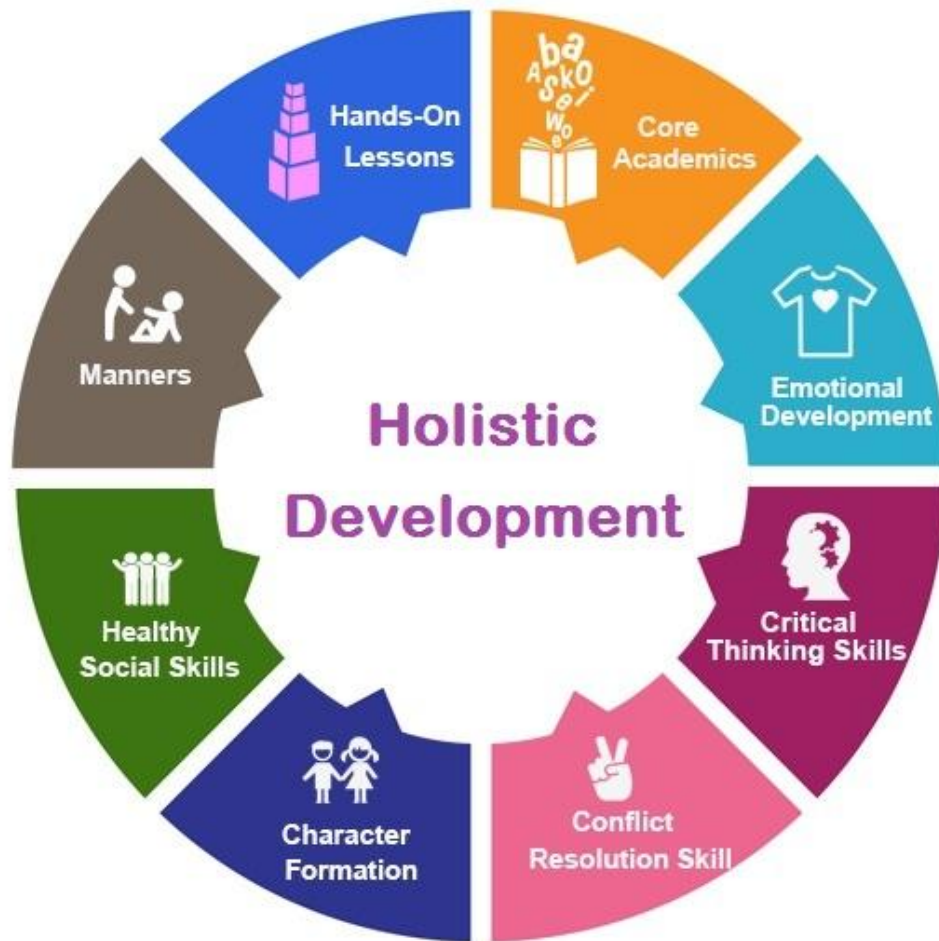 Holistic
Development
Core
Academics
Emotional
Development
Critical
Thinking Skills
Conflict
Resolution Skill
Character
Formation
Healthy
Social Skills
Manners
Hands-On
Lessons